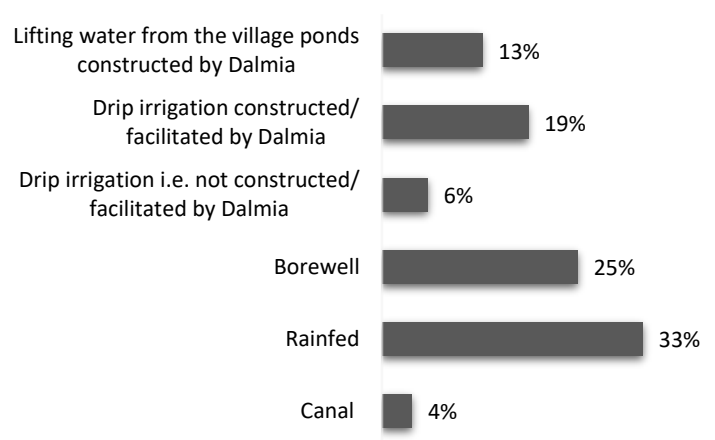 Lifting water from the village ponds
constructed by Dalmia
13%
Drip irrigation constructed/
facilitated by Dalmia
19%
Drip irrigation i.e. not constructed/
facilitated by Dalmia
6%
Borewell
25%
Rainfed
33%
Canal
4%